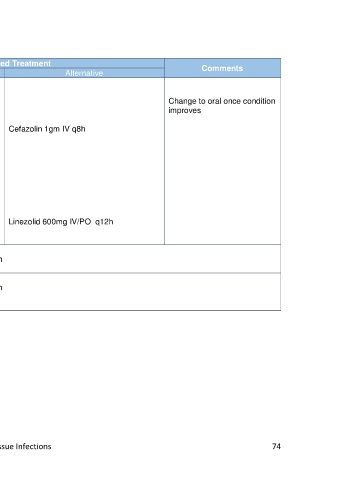 ed Treatment
Comments
Alternative
Change to oral once condition
improves
Cefazolin 1gm IV q8h
Linezolid 600mg IV/PO q12h
n
n
ssue Infections 74